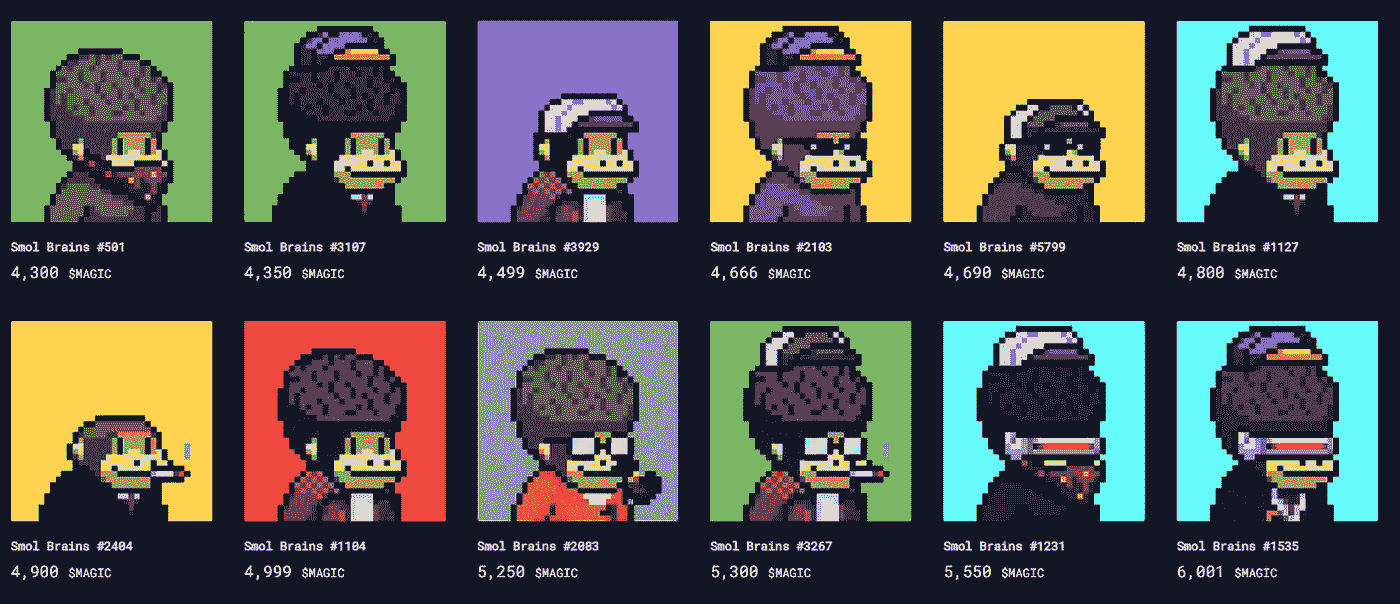 Smol Brains #501
4,300 $MAGIC
Smol Brains #3107
4,350 $MAGIC
Smol Brains #3929
4,499 $MAGIC
Smol Brains #2103
4,666 $MAGIC
Smol Brains #5799
4,690 $MAGIC
Smol Brains #1127
4,800 $MAGIC
Smol Brains #2404
4,900 $MAGIC
Smol Brains #1104
4,999 $MAGIC
Smol Brains #2083
5,250 $MAGIC
Smol Brains #3267
5,300 $MAGIC
Smol Brains #1231
5,550 $MAGIC
Smol Brains #1535
6,001 $MAGIC